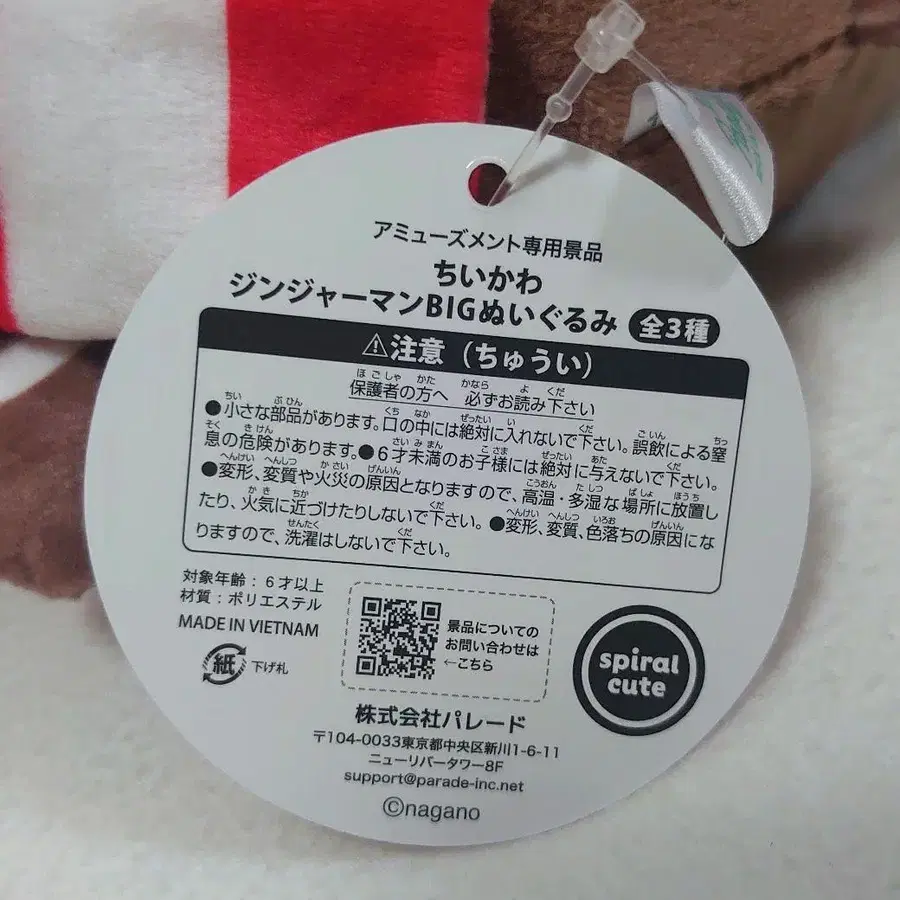 アミューズメント専用景品
ちいかわ
ジンジャーマンBIGぬいぐるみ 全3種
⚠注意（ちゅうい）
保護者の方へ 必ずお読み下さい
●小さな部品があります。口の中には絶対に入れないで下さい。誤飲による窒
息の危険があります。●6才未満のお子様には絶対に与えないで下さい。
●変形、変質や火災の原因となりますので、高温・多湿な場所に放置し
たり、火気に近づけたりしないで下さい。●変形、変質、色落ちの原因にな
りますので、洗濯はしないで下さい。
対象年齢：6才以上
材質：ポリエステル
MADE IN VIETNAM
紙 下げ札
景品についての
お問い合わせは
←こちら
spiral
cute
株式会社パレード
〒104-0033東京都中央区新川1-6-11
ニューリバータワー8F
support@parade-inc.net
©nagano